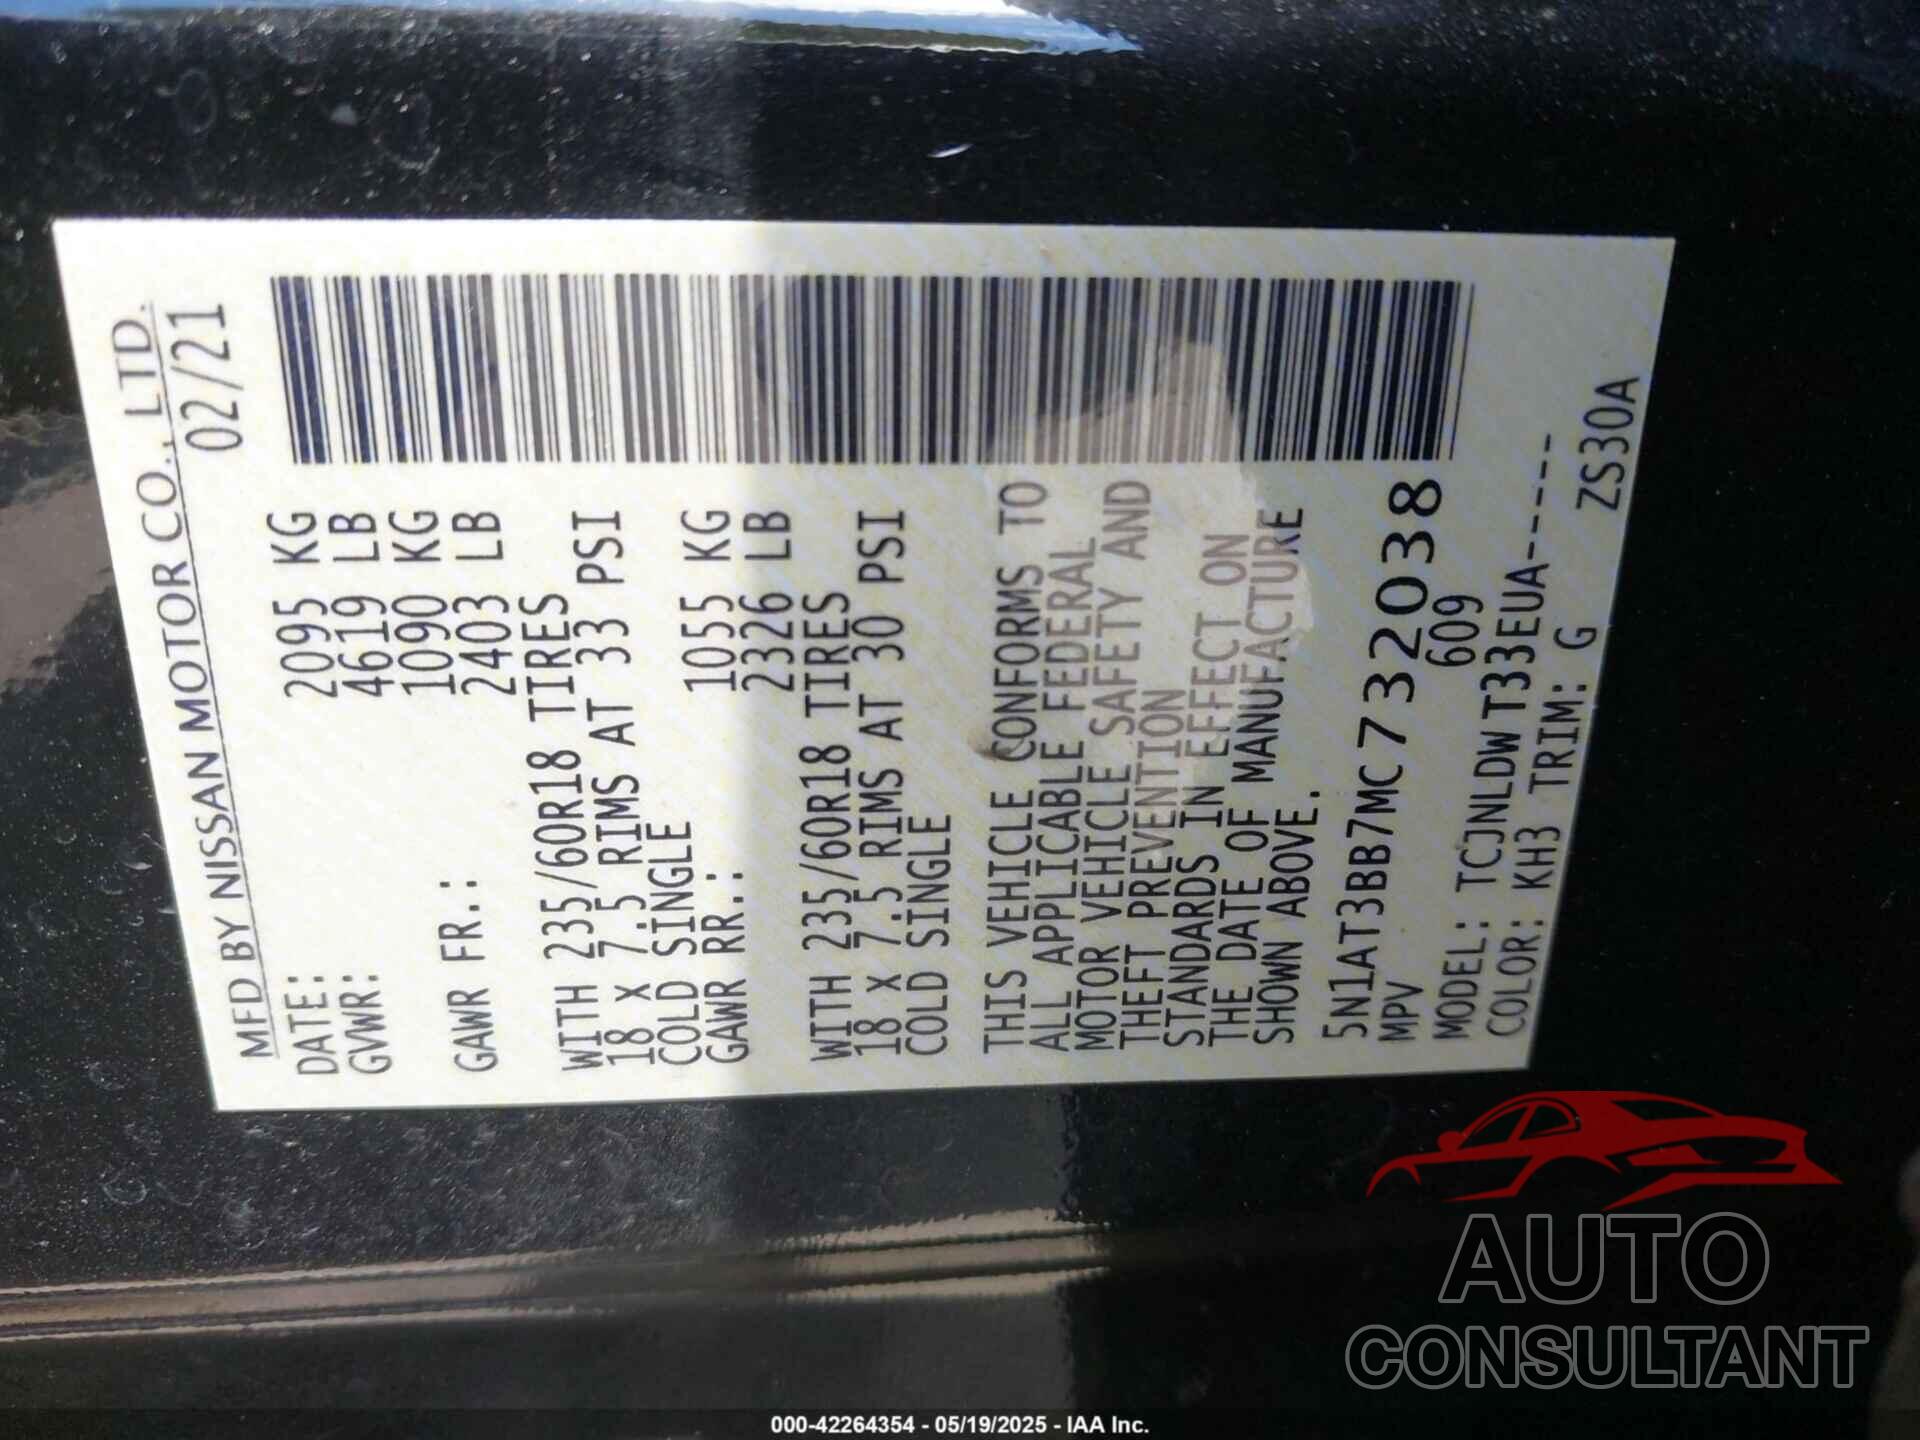 MFD BY NISSAN MOTOR CO., LTD.
DATE: 02/21
GVWR: 2095 KG
4619 LB
1090 KG
GAWR FR.: 2403 LB
WITH 235/60R18 TIRES
18 X 7.5 RIMS AT 33 PSI
COLD SINGLE
GAWR RR.: 1055 KG
2326 LB
WITH 235/60R18 TIRES
18 X 7.5 RIMS AT 30 PSI
COLD SINGLE
THIS VEHICLE CONFORMS TO
ALL APPLICABLE FEDERAL
MOTOR VEHICLE SAFETY AND
THEFT PREVENTION
STANDARDS IN EFFECT ON
THE DATE OF MANUFACTURE
SHOWN ABOVE.
5N1AT3BB7MC732038
MPV 609
MODEL: TCJNLDWT33EUA-----
COLOR: KH3 TRIM: G
ZS30A
AUTO
CONSULTANT
000-42264354 - 05/19/2025 - IAA Inc.